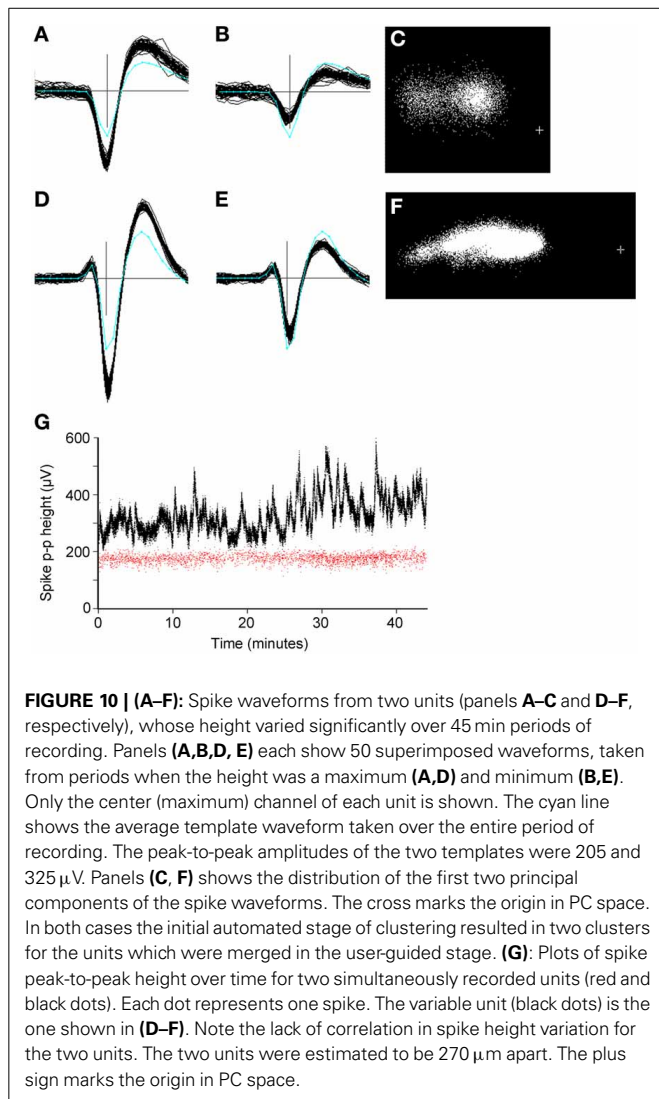 A
B
C
D
E
F
G
Spike p-p height (µV)
600
400
200
0
0
10
20
30
40
Time (minutes)
FIGURE 10 | (A–F): Spike waveforms from two units (panels A–C and D–F,
respectively), whose height varied significantly over 45 min periods of
recording. Panels (A,B,D, E) each show 50 superimposed waveforms, taken
from periods when the height was a maximum (A,D) and minimum (B,E).
Only the center (maximum) channel of each unit is shown. The cyan line
shows the average template waveform taken over the entire period of
recording. The peak-to-peak amplitudes of the two templates were 205 and
325 µV. Panels (C, F) shows the distribution of the first two principal
components of the spike waveforms. The cross marks the origin in PC space.
In both cases the initial automated stage of clustering resulted in two clusters
for the units which were merged in the user-guided stage. (G): Plots of spike
peak-to-peak height over time for two simultaneously recorded units (red and
black dots). Each dot represents one spike. The variable unit (black dots) is the
one shown in (D–F). Note the lack of correlation in spike height variation for
the two units. The two units were estimated to be 270 µm apart. The plus
sign marks the origin in PC space.